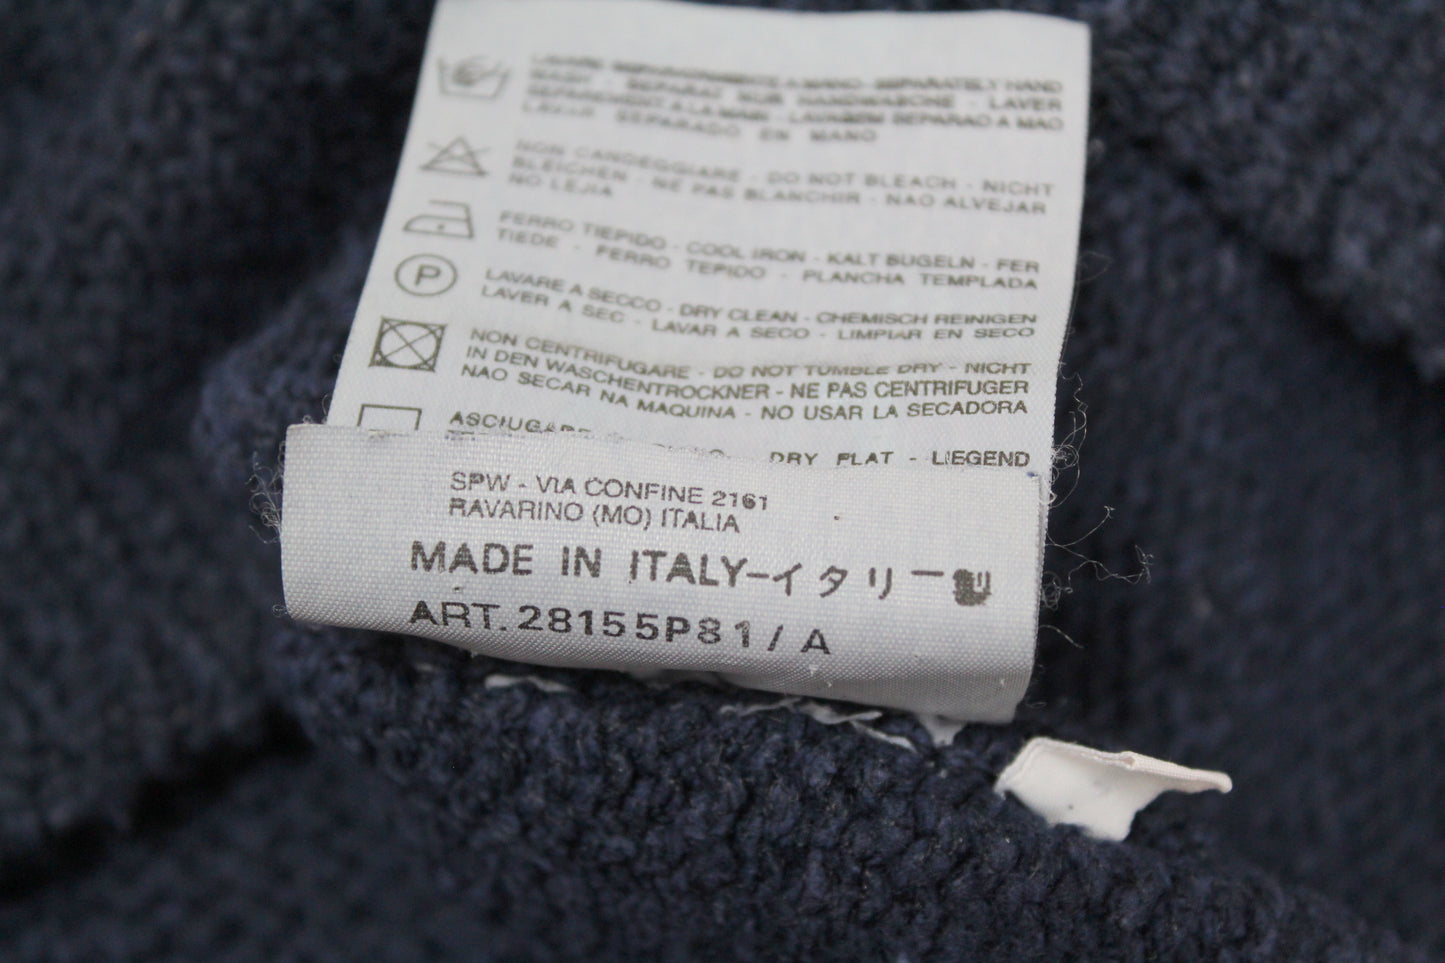 LAVARE SEPARATAMENTE A MANO - SEPARATELY HAND
WASH - SEPARAT NUR HANDWASCHE - LAVER
SEPAREMENT A LA MAIN - LAVAGEM SEPARAO A MAO
LAVAR SEPARADO EN MANO
NON CANDEGGIARE - DO NOT BLEACH - NICHT
BLEICHEN - NE PAS BLANCHIR - NAO ALVEJAR
NO LEJIA
FERRO TIEPIDO - COOL IRON - KALT BUGELN - FER
TIEDE - FERRO TEPIDO - PLANCHA TEMPLADA
P
LAVARE A SECCO - DRY CLEAN - CHEMISCH REINIGEN
LAVER A SEC - LAVAR A SECO - LIMPIAR EN SECO
NON CENTRIFUGARE - DO NOT TUMBLE DRY - NICHT
IN DEN WASCHENTROCKNER - NE PAS CENTRIFUGER
NAO SECAR NA MAQUINA - NO USAR LA SECADORA
ASCIUGARE
DRY FLAT - LIEGEND
SPW - VIA CONFINE 2161
RAVARINO (MO) ITALIA
MADE IN ITALY-イタリー製
ART. 28155P81/A